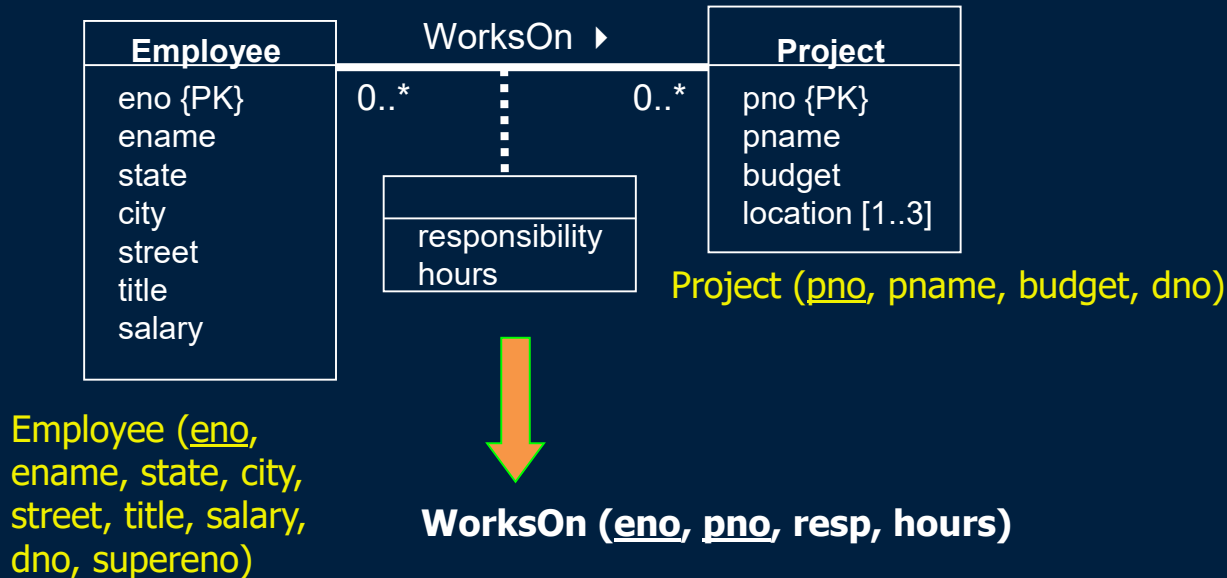 Employee
eno {PK}
ename
state
city
street
title
salary
WorksOn ▸
0..*
0..*
responsibility
hours
Project
pno {PK}
pname
budget
location [1..3]
Project (pno, pname, budget, dno)
Employee (eno,
ename, state, city,
street, title, salary,
dno, supereno)
WorksOn (eno, pno, resp, hours)